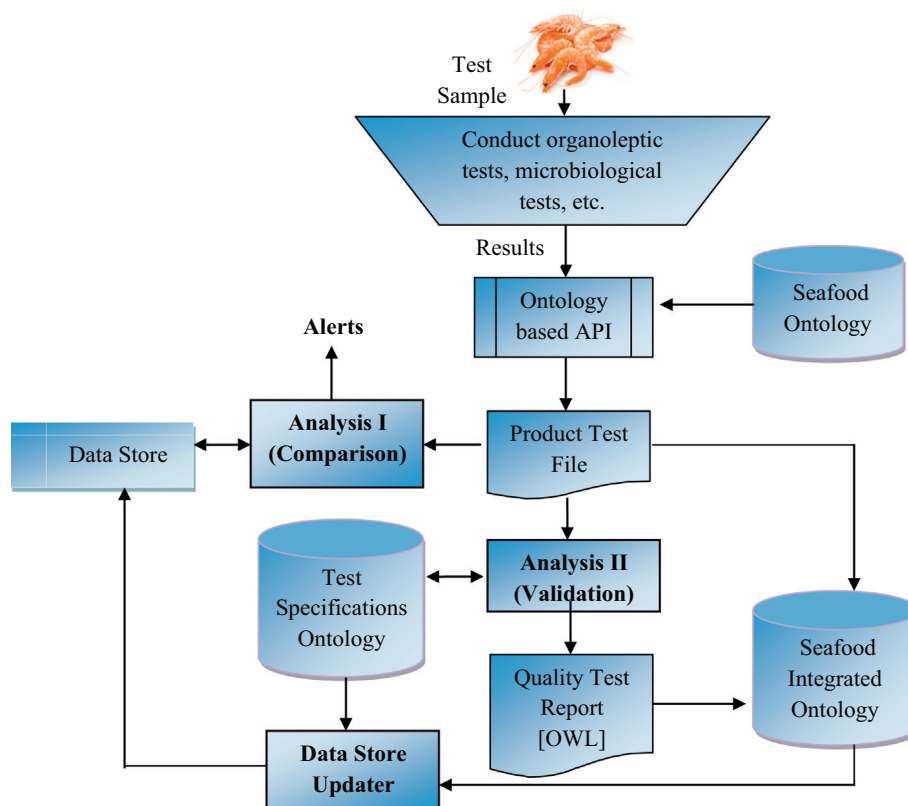 Test
Sample
Conduct organoleptic
tests, microbiological
tests, etc.
Results
Ontology
based API
Seafood
Ontology
Alerts
Analysis I
(Comparison)
Data Store
Product Test
File
Test
Specifications
Ontology
Analysis II
(Validation)
Quality Test
Report
[OWL]
Seafood
Integrated
Ontology
Data Store
Updater